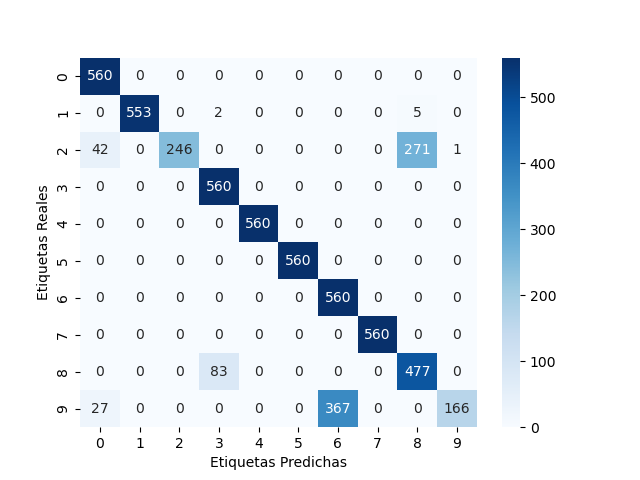 0 560 0 0 0 0 0 0 0 0 0
1 0 553 0 2 0 0 0 0 5 0
2 42 0 246 0 0 0 0 0 271 1
3 0 0 0 560 0 0 0 0 0 0
4 0 0 0 0 560 0 0 0 0 0
5 0 0 0 0 0 560 0 0 0 0
6 0 0 0 0 0 0 560 0 0 0
7 0 0 0 0 0 0 0 560 0 0
8 0 0 0 83 0 0 0 0 477 0
9 27 0 0 0 0 0 367 0 0 166
0 1 2 3 4 5 6 7 8 9
Etiquetas Predichas
Etiquetas Reales
500
400
300
200
100
0